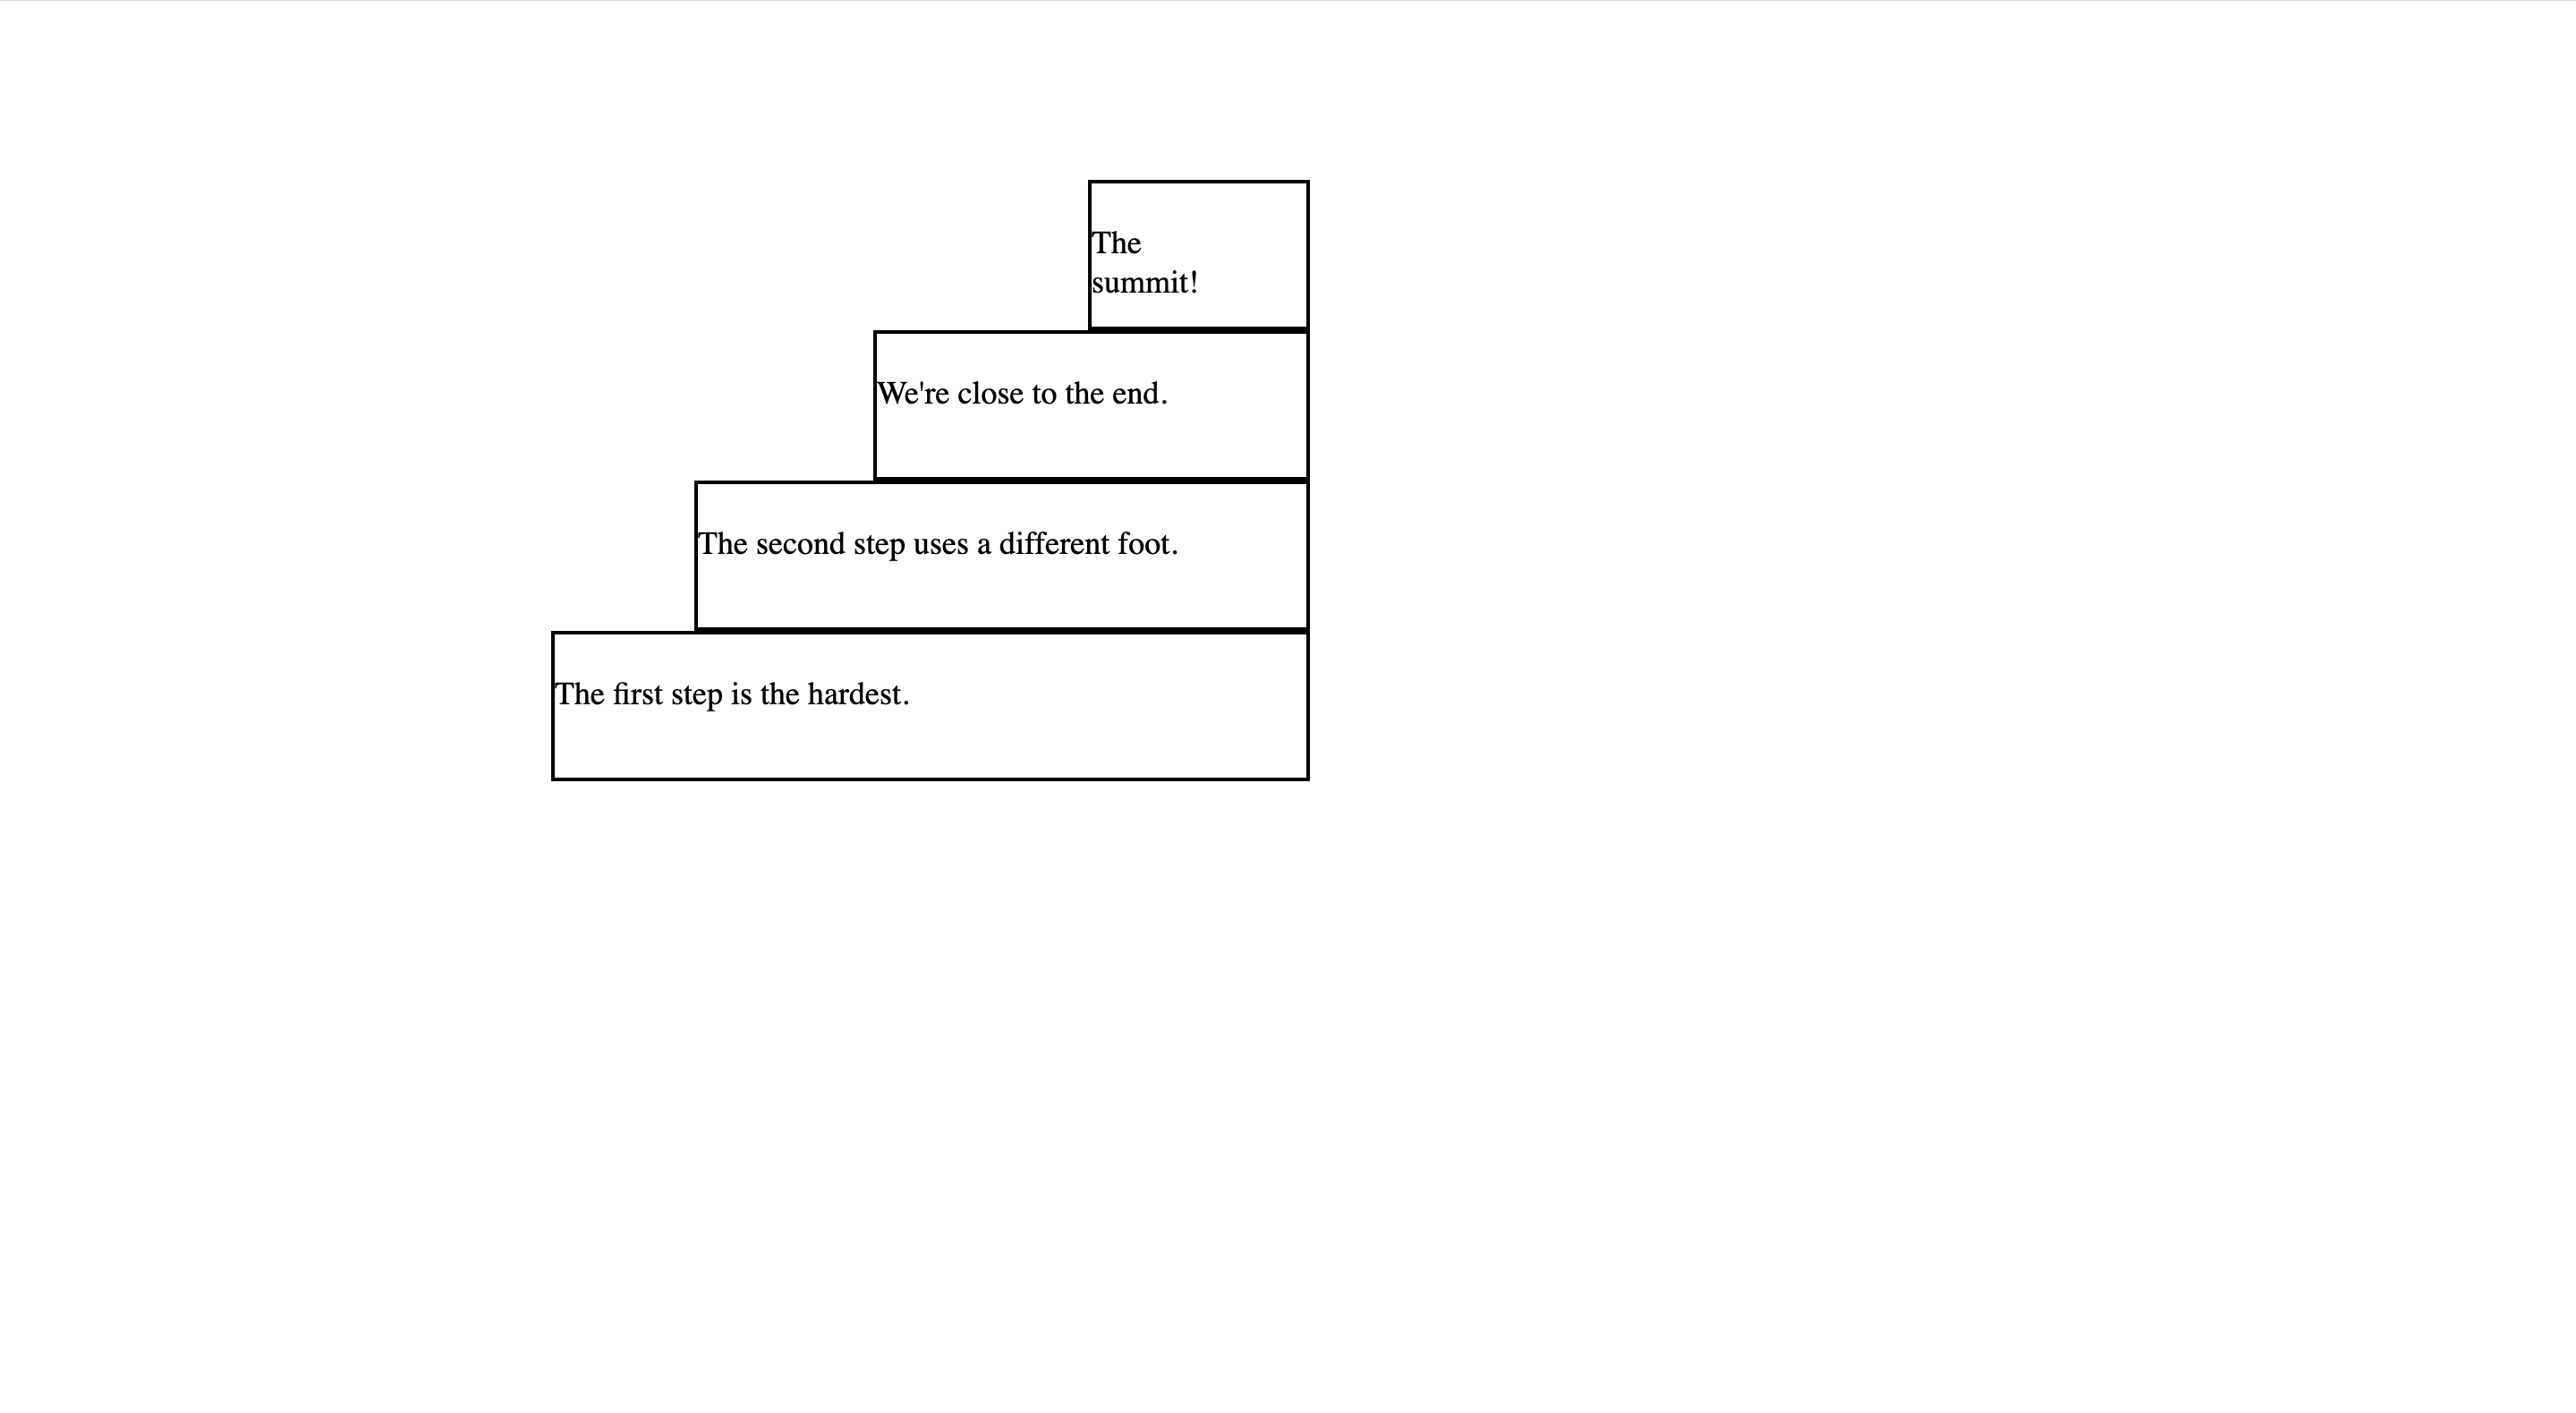 The
summit!
We're close to the end.
The second step uses a different foot.
The first step is the hardest.